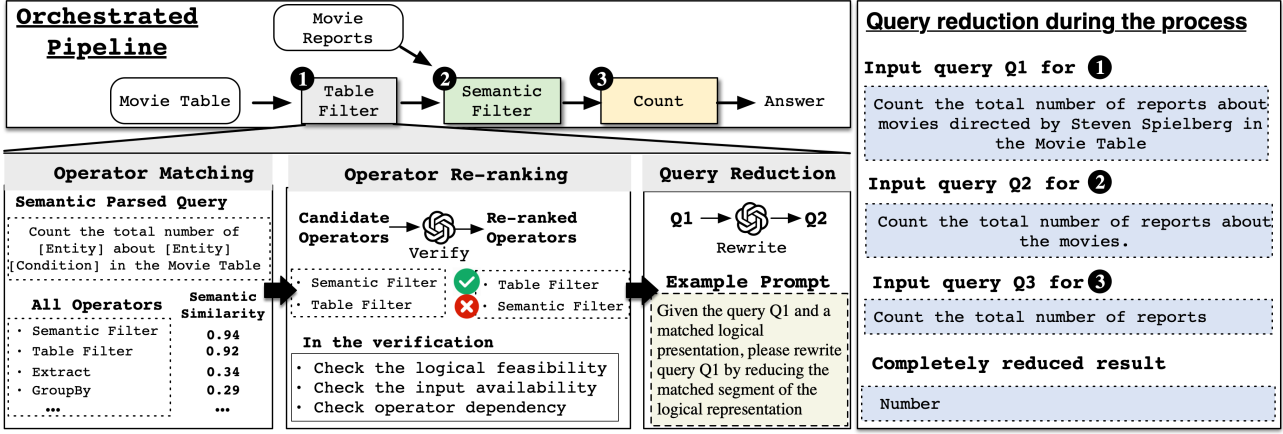 Orchestrated
Pipeline
Movie
Reports
Movie Table
1
Table
Filter
2
Semantic
Filter
3
Count
Answer
Operator Matching
Semantic Parsed Query
Count the total number of
[Entity] about [Entity]
[Condition] in the Movie Table
All Operators
Semantic
Similarity
· Semantic Filter 0.94
· Table Filter 0.92
· Extract 0.34
· GroupBy 0.29
... ...
Operator Re-ranking
Candidate
Operators
Verify
Re-ranked
Operators
· Semantic Filter
· Table Filter
· Table Filter
· Semantic Filter
In the verification
· Check the logical feasibility
· Check the input availability
· Check operator dependency
Query Reduction
Q1
Q2
Rewrite
Example Prompt
Given the query Q1 and a
matched logical
presentation, please rewrite
query Q1 by reducing the
matched segment of the
logical representation
Query reduction during the process
Input query Q1 for 1
Count the total number of reports about
movies directed by Steven Spielberg in
the Movie Table
Input query Q2 for 2
Count the total number of reports about
the movies.
Input query Q3 for 3
Count the total number of reports
Completely reduced result
Number